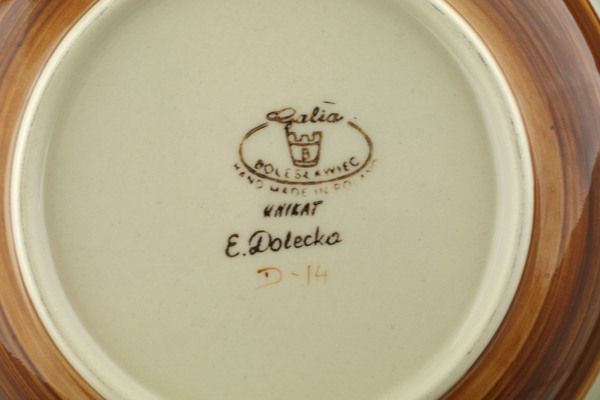 Galia
B
BOLESŁAWIEC
HAND MADE IN POLAND
UNIKAT
E. Dolecka
D-14